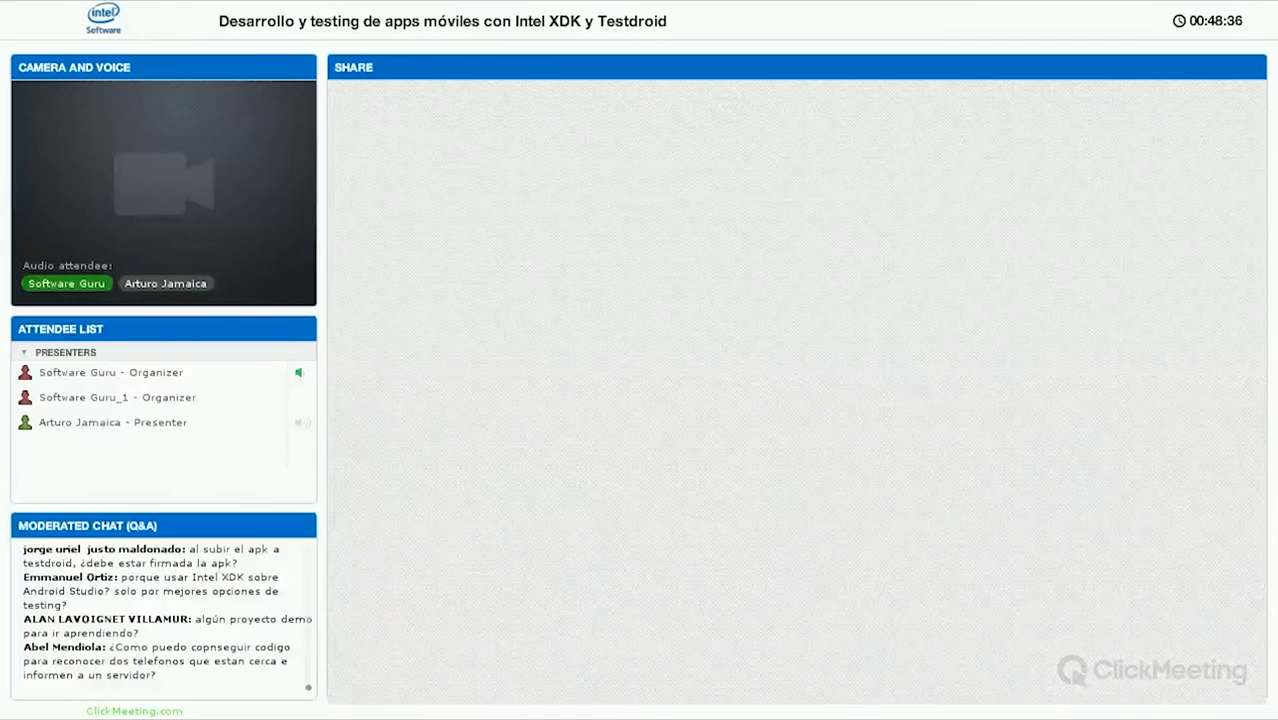 intel
Software
Desarrollo y testing de apps móviles con Intel XDK y Testdroid
00:48:36
CAMERA AND VOICE
Audio attendee:
Software Guru
Arturo Jamaica
ATTENDEE LIST
PRESENTERS
Software Guru - Organizer
Software Guru_1 - Organizer
Arturo Jamaica - Presenter
MODERATED CHAT (Q&A)
jorge uriel justo maldonado: al subir el apk a
testdroid, ¿debe estar firmada la apk?
Emmanuel Ortiz: porque usar Intel XDK sobre
Android Studio? solo por mejores opciones de
testing?
ALAN LAVOIGNET VILLAMUR: algún proyecto demo
para ir aprendiendo?
Abel Mendiola: ¿Como puedo copnseguir codigo
para reconocer dos telefonos que estan cerca e
informen a un servidor?
ClickMeeting.com
SHARE
ClickMeeting